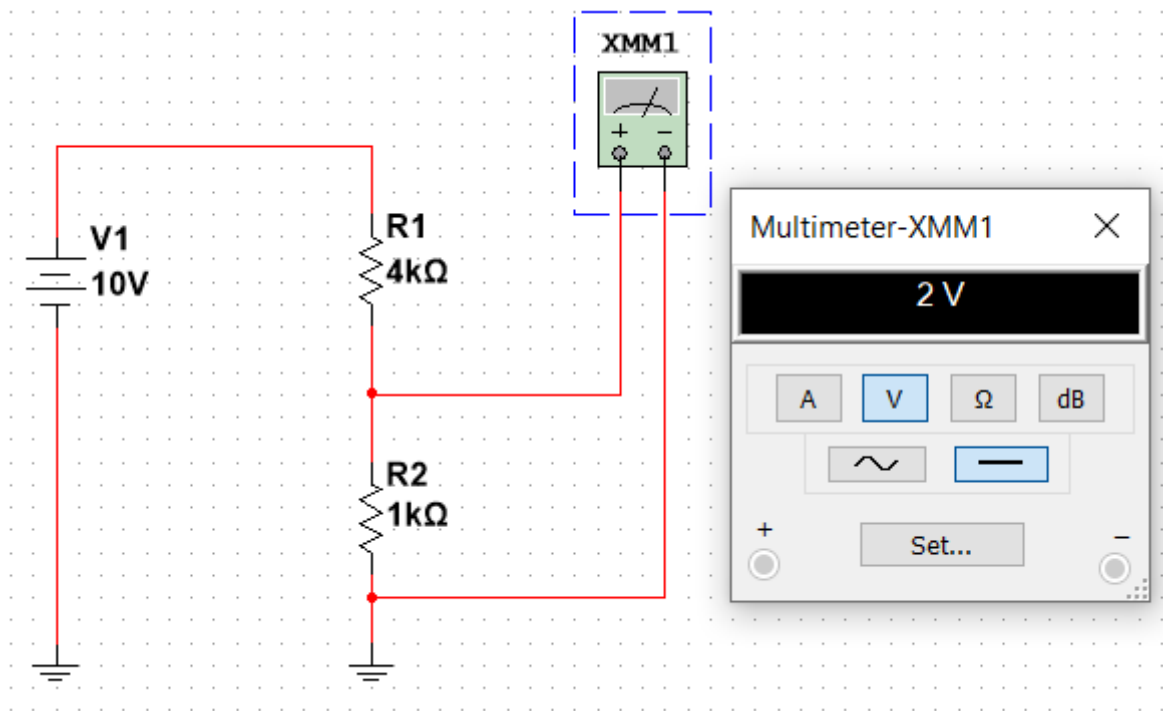 XMM1
+ −
V1
10V
R1
4kΩ
R2
1kΩ
Multimeter-XMM1
2 V
A V Ω dB
+ −
Set...